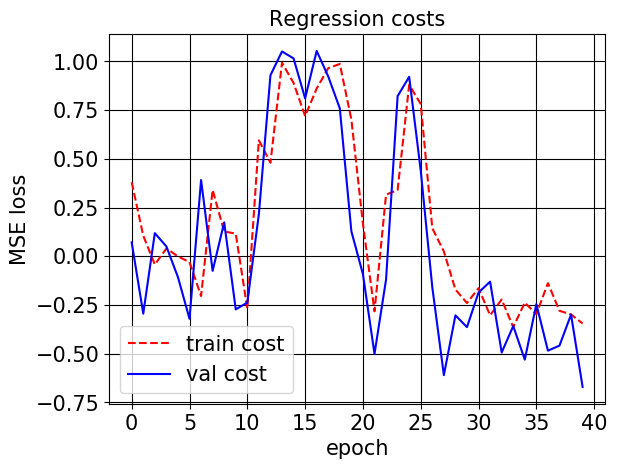 Regression costs
MSE loss
1.00
0.75
0.50
0.25
0.00
−0.25
−0.50
−0.75
train cost
val cost
0 5 10 15 20 25 30 35 40
epoch